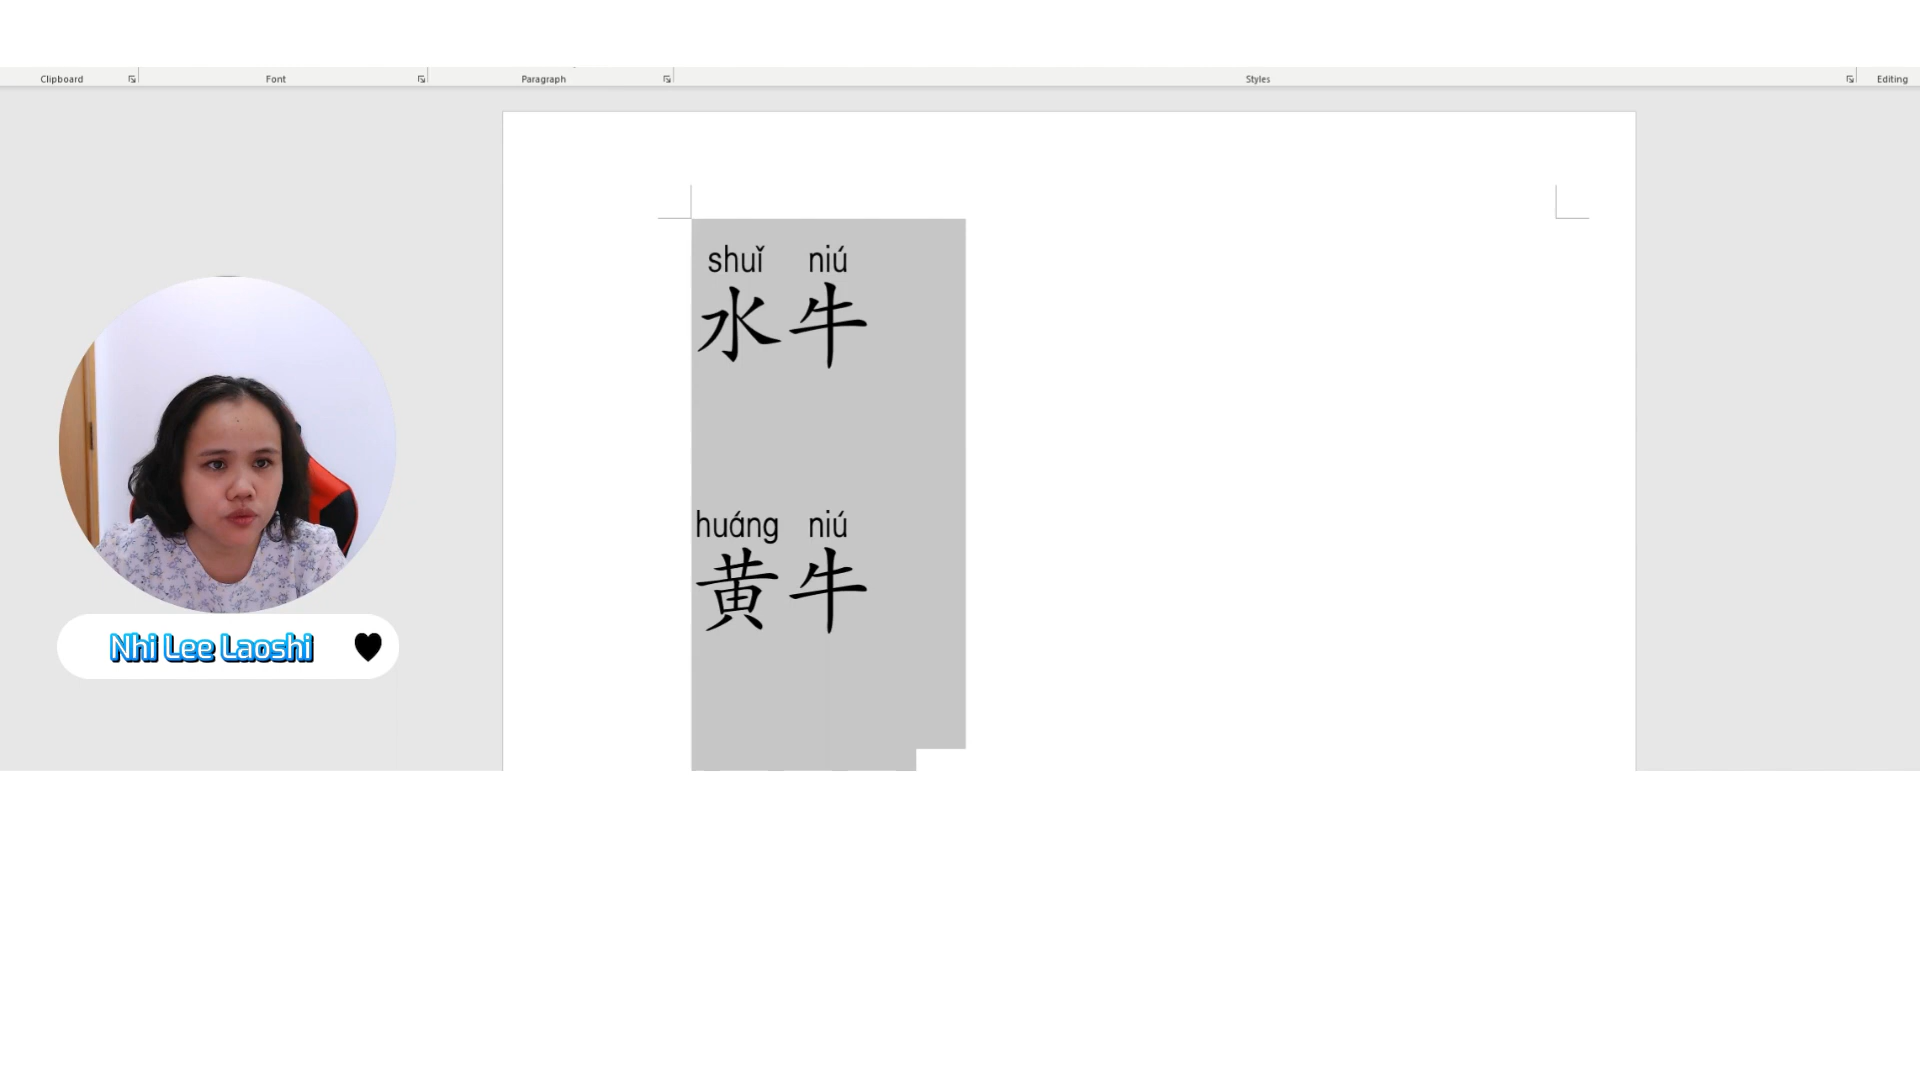 Clipboard Font Paragraph Styles Editing
shuǐ niú
水牛
huáng niú
黄牛
Nhi Lee Laoshi